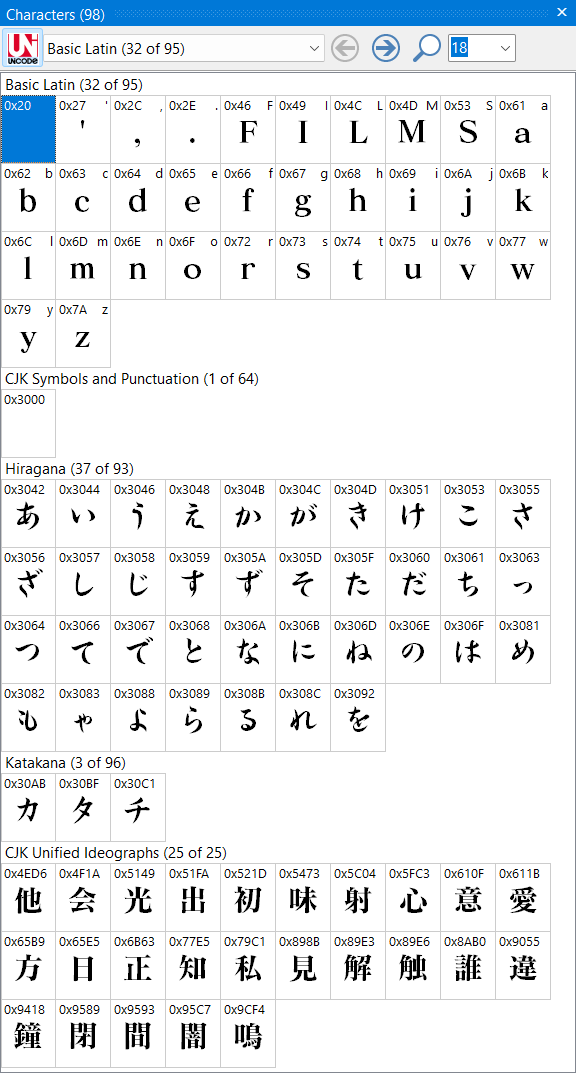 Characters (98)
UNCODE Basic Latin (32 of 95) 18
Basic Latin (32 of 95)
0x20 0x27 ' 0x2C , 0x2E . 0x46 F 0x49 I 0x4C L 0x4D M 0x53 S 0x61 a
' , . F I L M S a
0x62 b 0x63 c 0x64 d 0x65 e 0x66 f 0x67 g 0x68 h 0x69 i 0x6A j 0x6B k
b c d e f g h i j k
0x6C l 0x6D m 0x6E n 0x6F o 0x72 r 0x73 s 0x74 t 0x75 u 0x76 v 0x77 w
l m n o r s t u v w
0x79 y 0x7A z
y z
CJK Symbols and Punctuation (1 of 64)
0x3000
Hiragana (37 of 93)
0x3042 0x3044 0x3046 0x3048 0x304B 0x304C 0x304D 0x3051 0x3053 0x3055
あ い う え か が き け こ さ
0x3056 0x3057 0x3058 0x3059 0x305A 0x305D 0x305F 0x3060 0x3061 0x3063
ざ し じ す ず そ た だ ち っ
0x3064 0x3066 0x3067 0x3068 0x306A 0x306B 0x306D 0x306E 0x306F 0x3081
つ て で と な に ね の は め
0x3082 0x3083 0x3088 0x3089 0x308B 0x308C 0x3092
も ゃ よ ら る れ を
Katakana (3 of 96)
0x30AB 0x30BF 0x30C1
カ タ チ
CJK Unified Ideographs (25 of 25)
0x4ED6 0x4F1A 0x5149 0x51FA 0x521D 0x5473 0x5C04 0x5FC3 0x610F 0x611B
他 会 光 出 初 味 射 心 意 愛
0x65B9 0x65E5 0x6B63 0x77E5 0x79C1 0x898B 0x89E3 0x89E6 0x8AB0 0x9055
方 日 正 知 私 見 解 触 誰 違
0x9418 0x9589 0x9593 0x95C7 0x9CF4
鐘 閉 間 闇 鳴